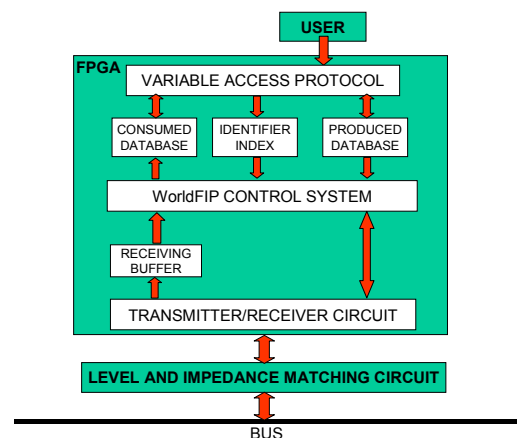 USER
FPGA
VARIABLE ACCESS PROTOCOL
CONSUMED
DATABASE
IDENTIFIER
INDEX
PRODUCED
DATABASE
WorldFIP CONTROL SYSTEM
RECEIVING
BUFFER
TRANSMITTER/RECEIVER CIRCUIT
LEVEL AND IMPEDANCE MATCHING CIRCUIT
BUS